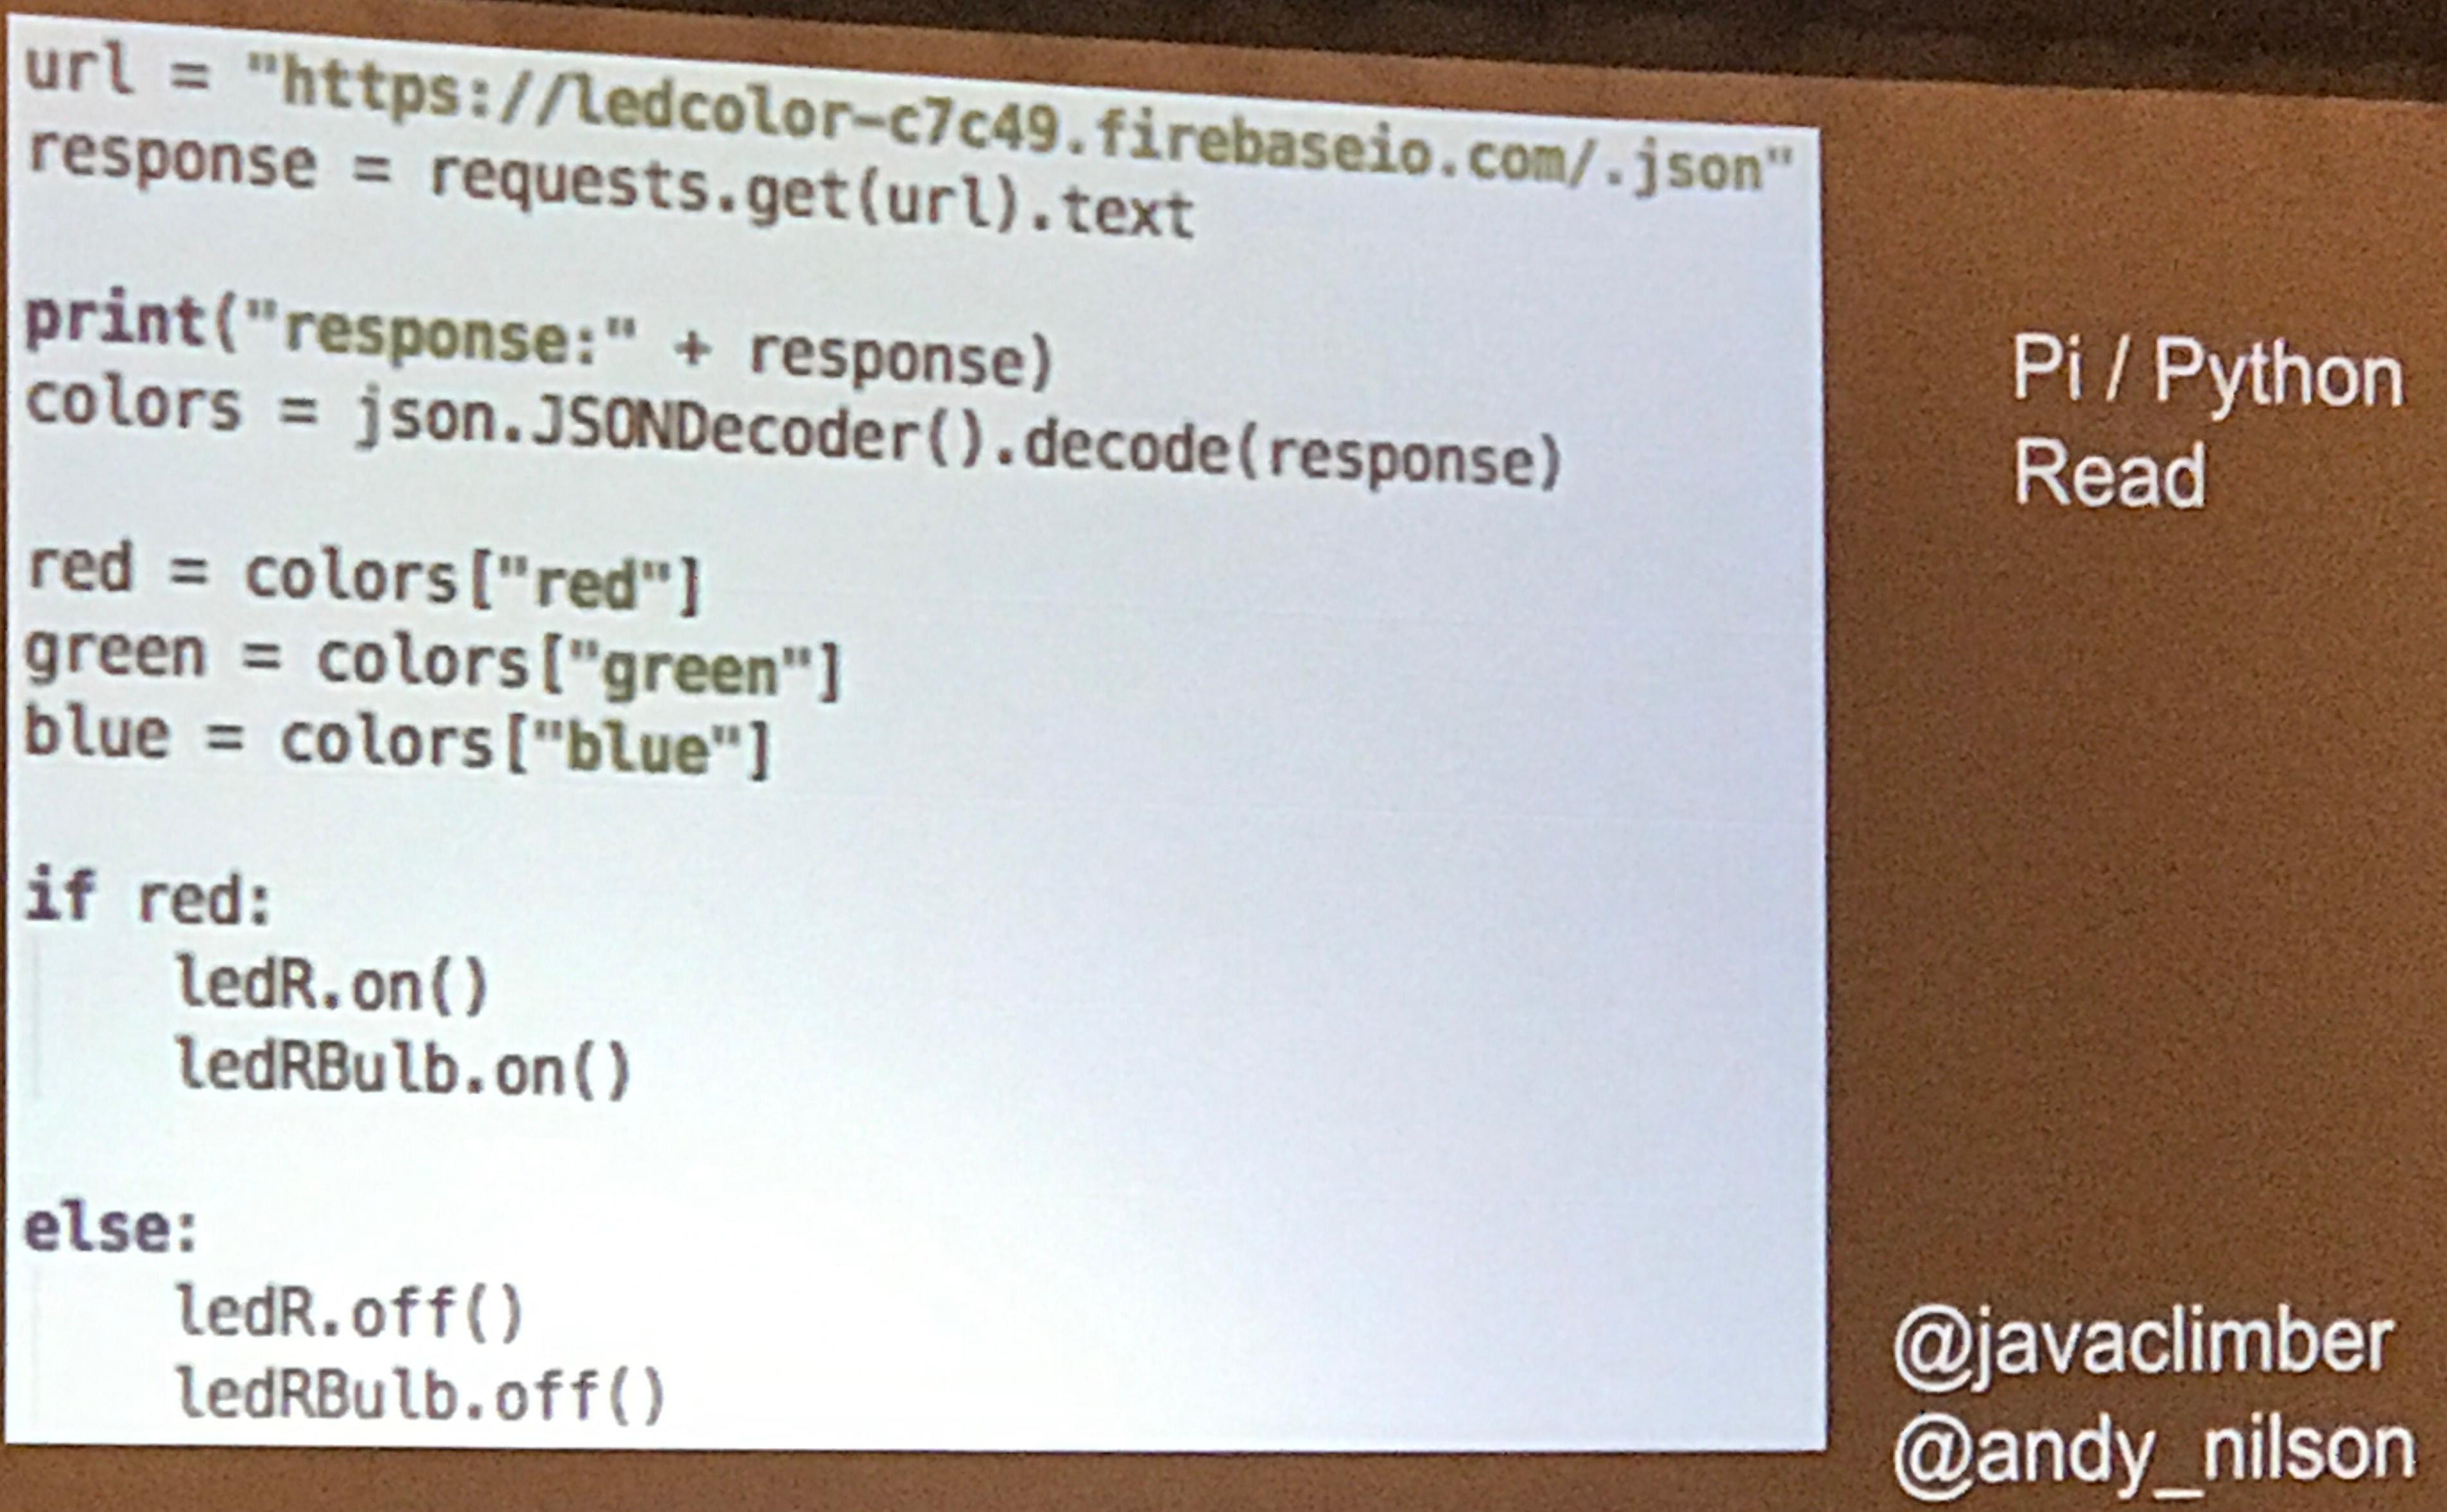 url = "https://ledcolor-c7c49.firebaseio.com/.json"
response = requests.get(url).text
print("response:" + response)
colors = json.JSONDecoder().decode(response)
red = colors["red"]
green = colors["green"]
blue = colors["blue"]
if red:
    ledR.on()
    ledRBulb.on()
else:
    ledR.off()
    ledRBulb.off()
Pi / Python
Read
@javaclimber
@andy_nilson